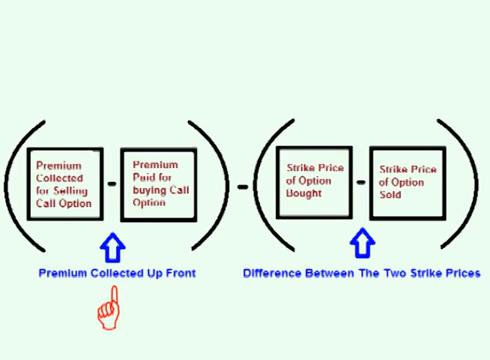 Premium
Collected
for Selling
Call Option
-
Premium
Paid for
buying Call
Option
-
Strike Price
of Option
Bought
-
Strike Price
of Option
Sold
Premium Collected Up Front
Difference Between The Two Strike Prices